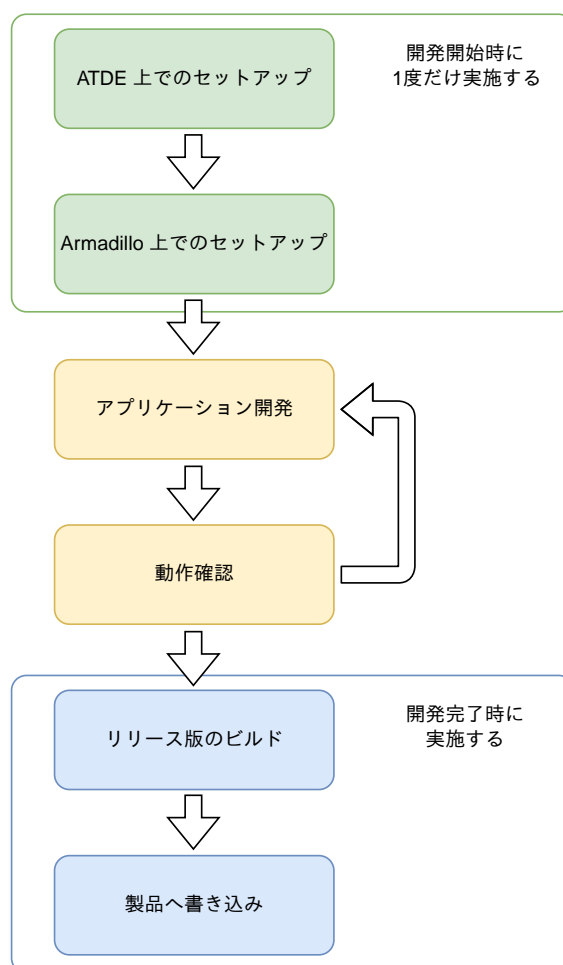 ATDE 上でのセットアップ
開発開始時に
1度だけ実施する
Armadillo 上でのセットアップ
アプリケーション開発
動作確認
リリース版のビルド
開発完了時に
実施する
製品へ書き込み